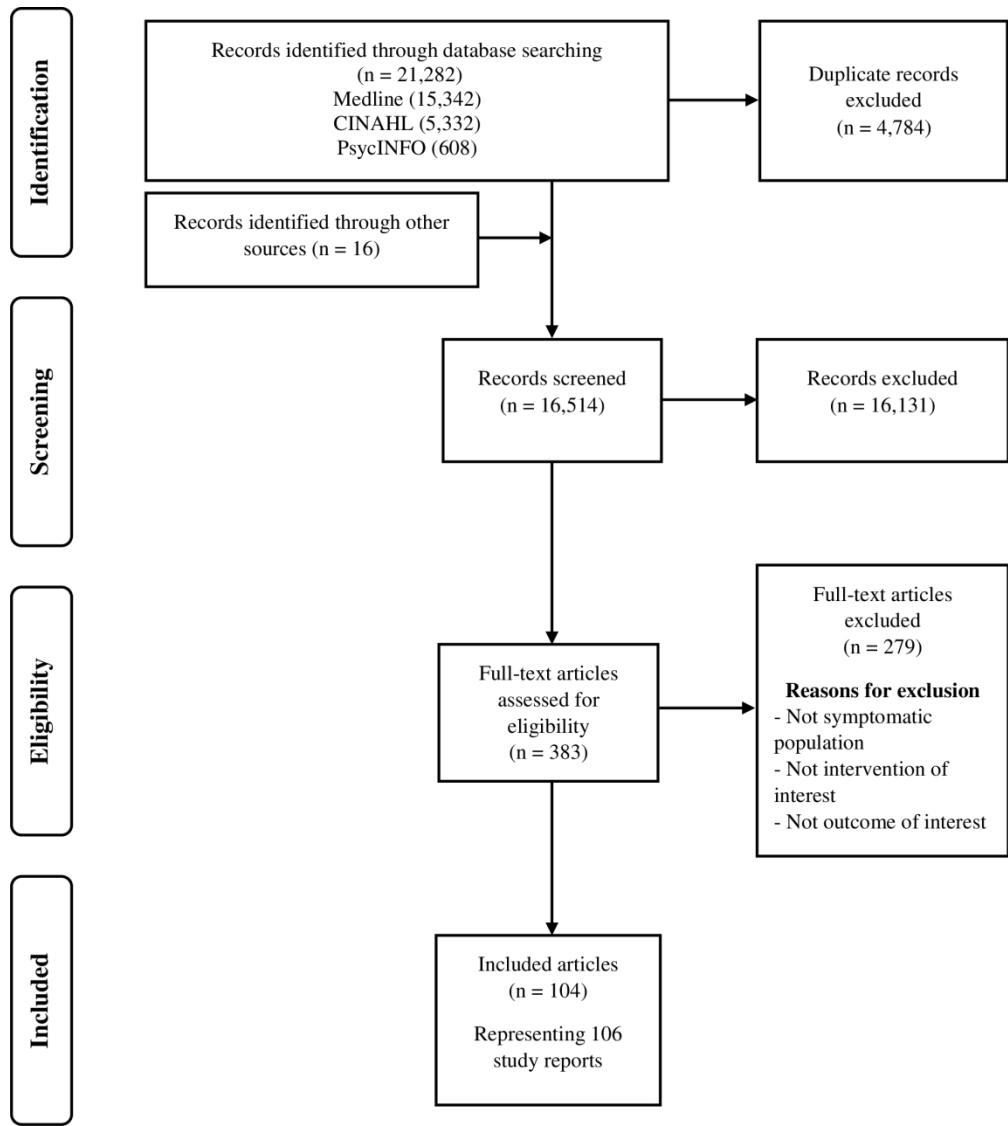 Identification
Records identified through database searching
(n = 21,282)
Medline (15,342)
CINAHL (5,332)
PsycINFO (608)
Duplicate records
excluded
(n = 4,784)
Records identified through other
sources (n = 16)
Screening
Records screened
(n = 16,514)
Records excluded
(n = 16,131)
Eligibility
Full-text articles
assessed for
eligibility
(n = 383)
Full-text articles
excluded
(n = 279)
Reasons for exclusion
- Not symptomatic
population
- Not intervention of
interest
- Not outcome of interest
Included
Included articles
(n = 104)
Representing 106
study reports